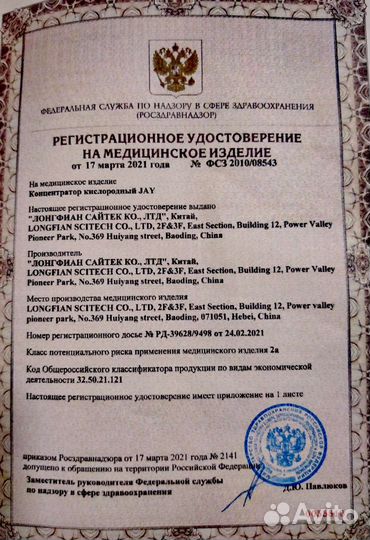 ФЕДЕРАЛЬНАЯ СЛУЖБА ПО НАДЗОРУ В СФЕРЕ ЗДРАВООХРАНЕНИЯ
(РОСЗДРАВНАДЗОР)
РЕГИСТРАЦИОННОЕ УДОСТОВЕРЕНИЕ
НА МЕДИЦИНСКОЕ ИЗДЕЛИЕ
от 17 марта 2021 года № ФСЗ 2010/08543
На медицинское изделие
Концентратор кислородный JAY
Настоящее регистрационное удостоверение выдано
"ЛОНГФИАН САЙТЕК КО., ЛТД", Китай,
LONGFIAN SCITECH CO., LTD, 2F&3F, East Section, Building 12, Power Valley
Pioneer Park, No.369 Huiyang street, Baoding, China
Производитель
"ЛОНГФИАН САЙТЕК КО., ЛТД", Китай,
LONGFIAN SCITECH CO., LTD, 2F&3F, East Section, Building 12, Power Valley
Pioneer Park, No.369 Huiyang street, Baoding, China
Место производства медицинского изделия
LONGFIAN SCITECH CO., LTD, 2F&3F, East Section, Building 12, Power valley
pioneer park, No.369 Huiyang street, Baoding, 071051, Hebei, China
Номер регистрационного досье № РД-39628/9498 от 24.02.2021
Класс потенциального риска применения медицинского изделия 2а
Код Общероссийского классификатора продукции по видам экономической
деятельности 32.50.21.121
Настоящее регистрационное удостоверение имеет приложение на 1 листе
приказом Росздравнадзора от 17 марта 2021 года № 2141
допущено к обращению на территории Российской Федерации
Заместитель руководителя Федеральной службы
по надзору в сфере здравоохранения
Д.Ю. Павлюков
Avito